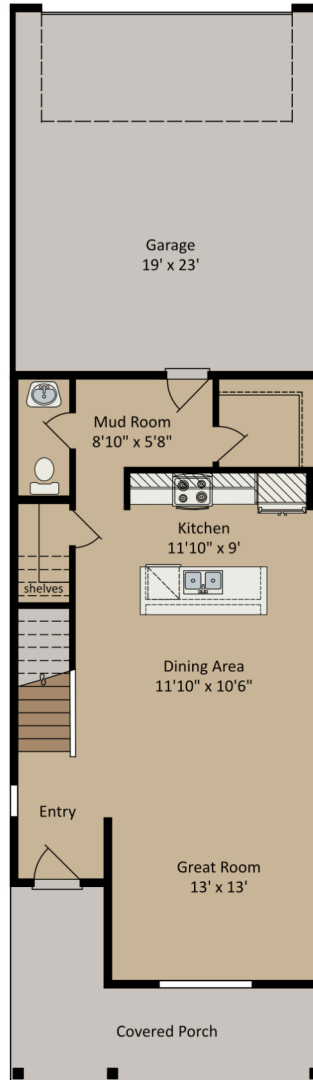 Garage
19' x 23'
Mud Room
8'10" x 5'8"
Kitchen
11'10" x 9'
shelves
Dining Area
11'10" x 10'6"
Entry
Great Room
13' x 13'
Covered Porch